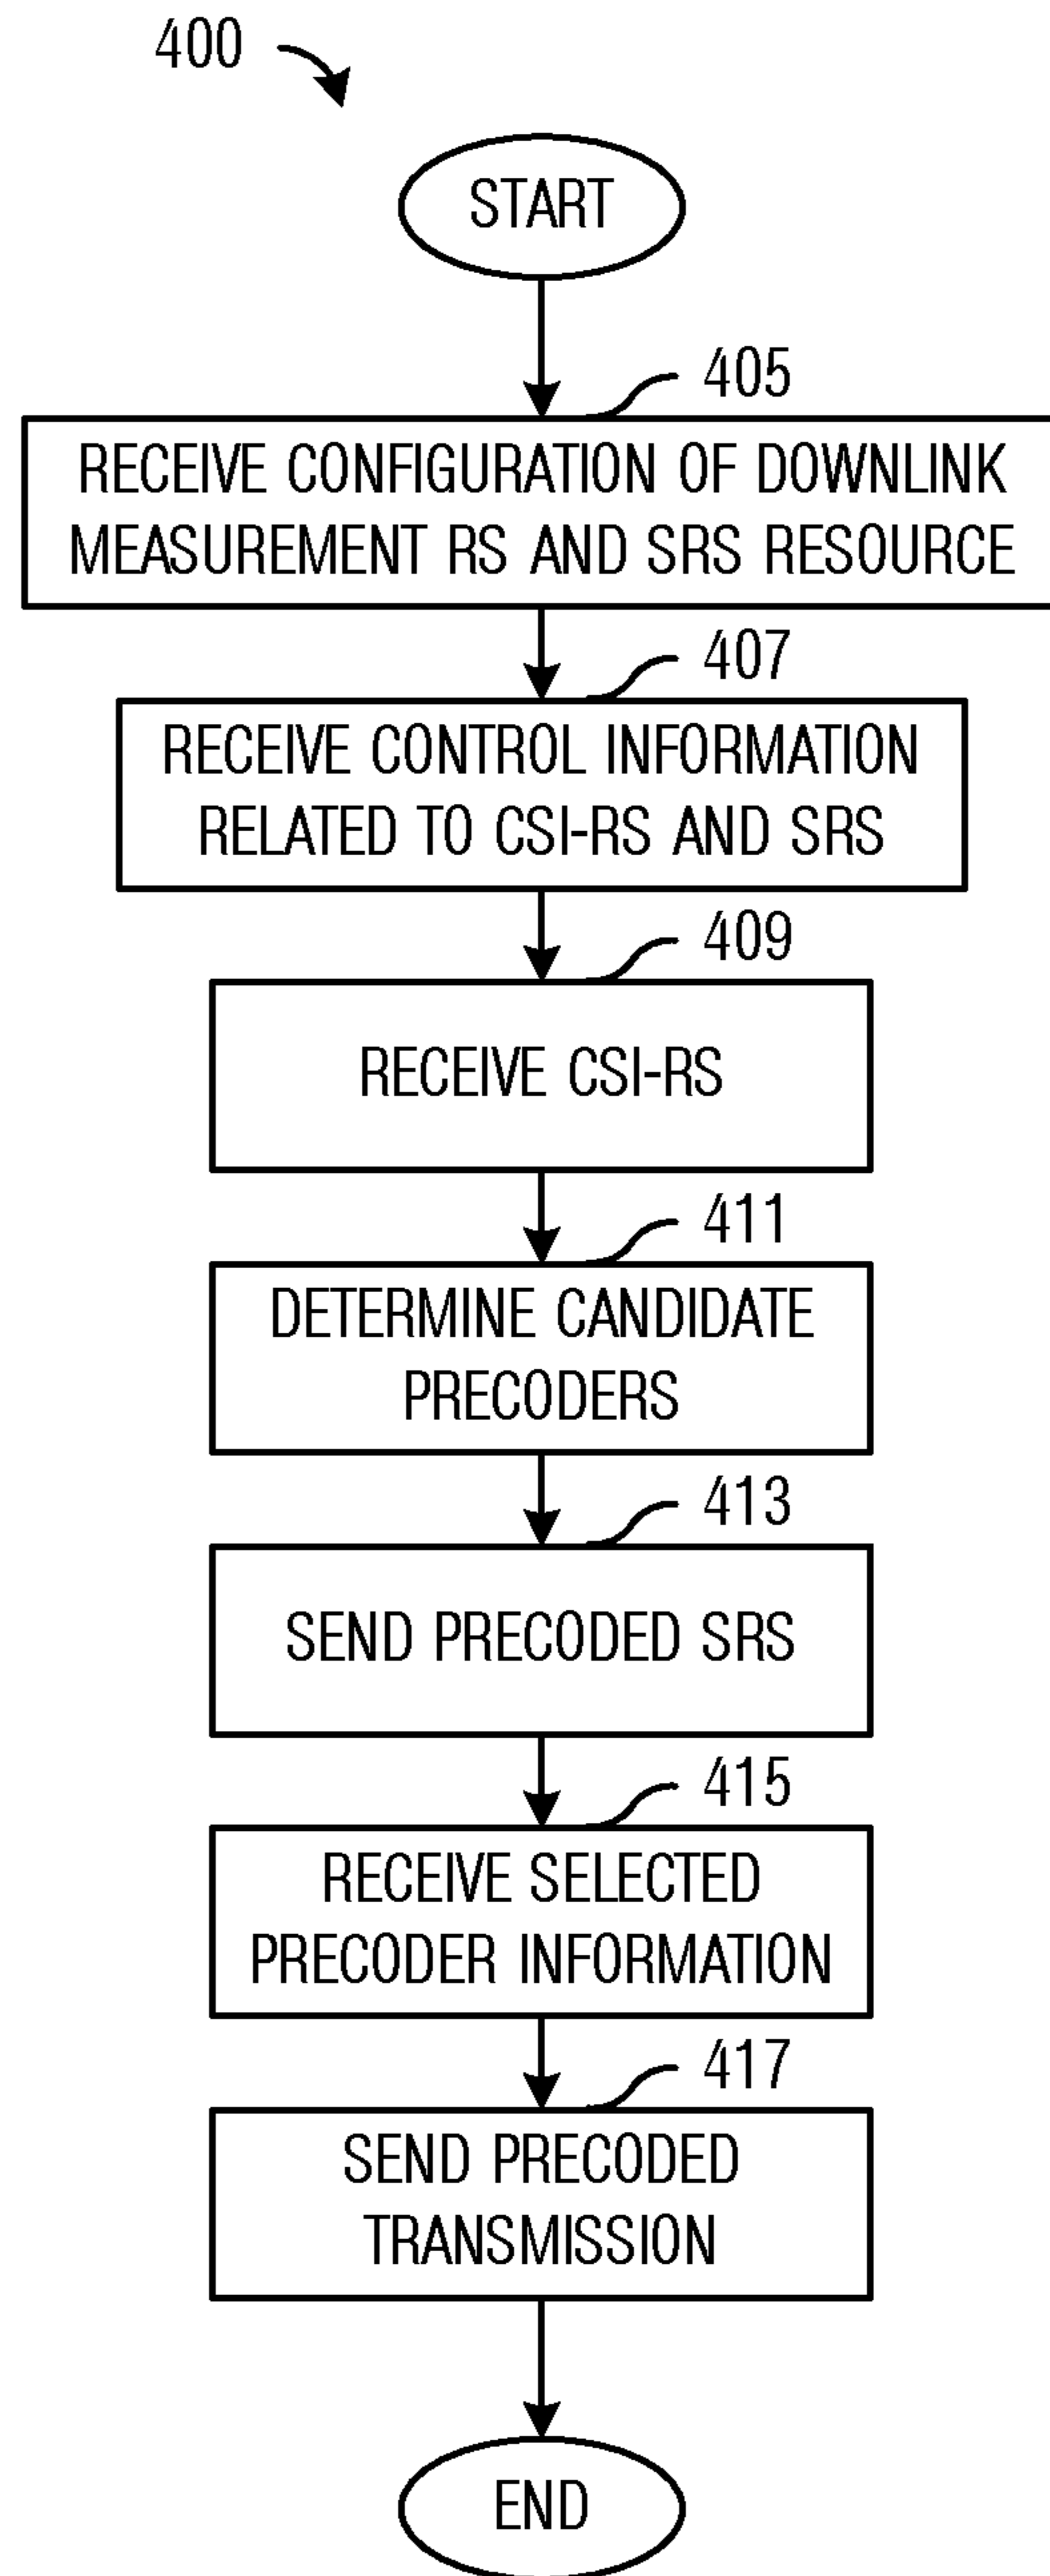 400
START
405
RECEIVE CONFIGURATION OF DOWNLINK
MEASUREMENT RS AND SRS RESOURCE
407
RECEIVE CONTROL INFORMATION
RELATED TO CSI-RS AND SRS
409
RECEIVE CSI-RS
411
DETERMINE CANDIDATE
PRECODERS
413
SEND PRECODED SRS
415
RECEIVE SELECTED
PRECODER INFORMATION
417
SEND PRECODED
TRANSMISSION
END